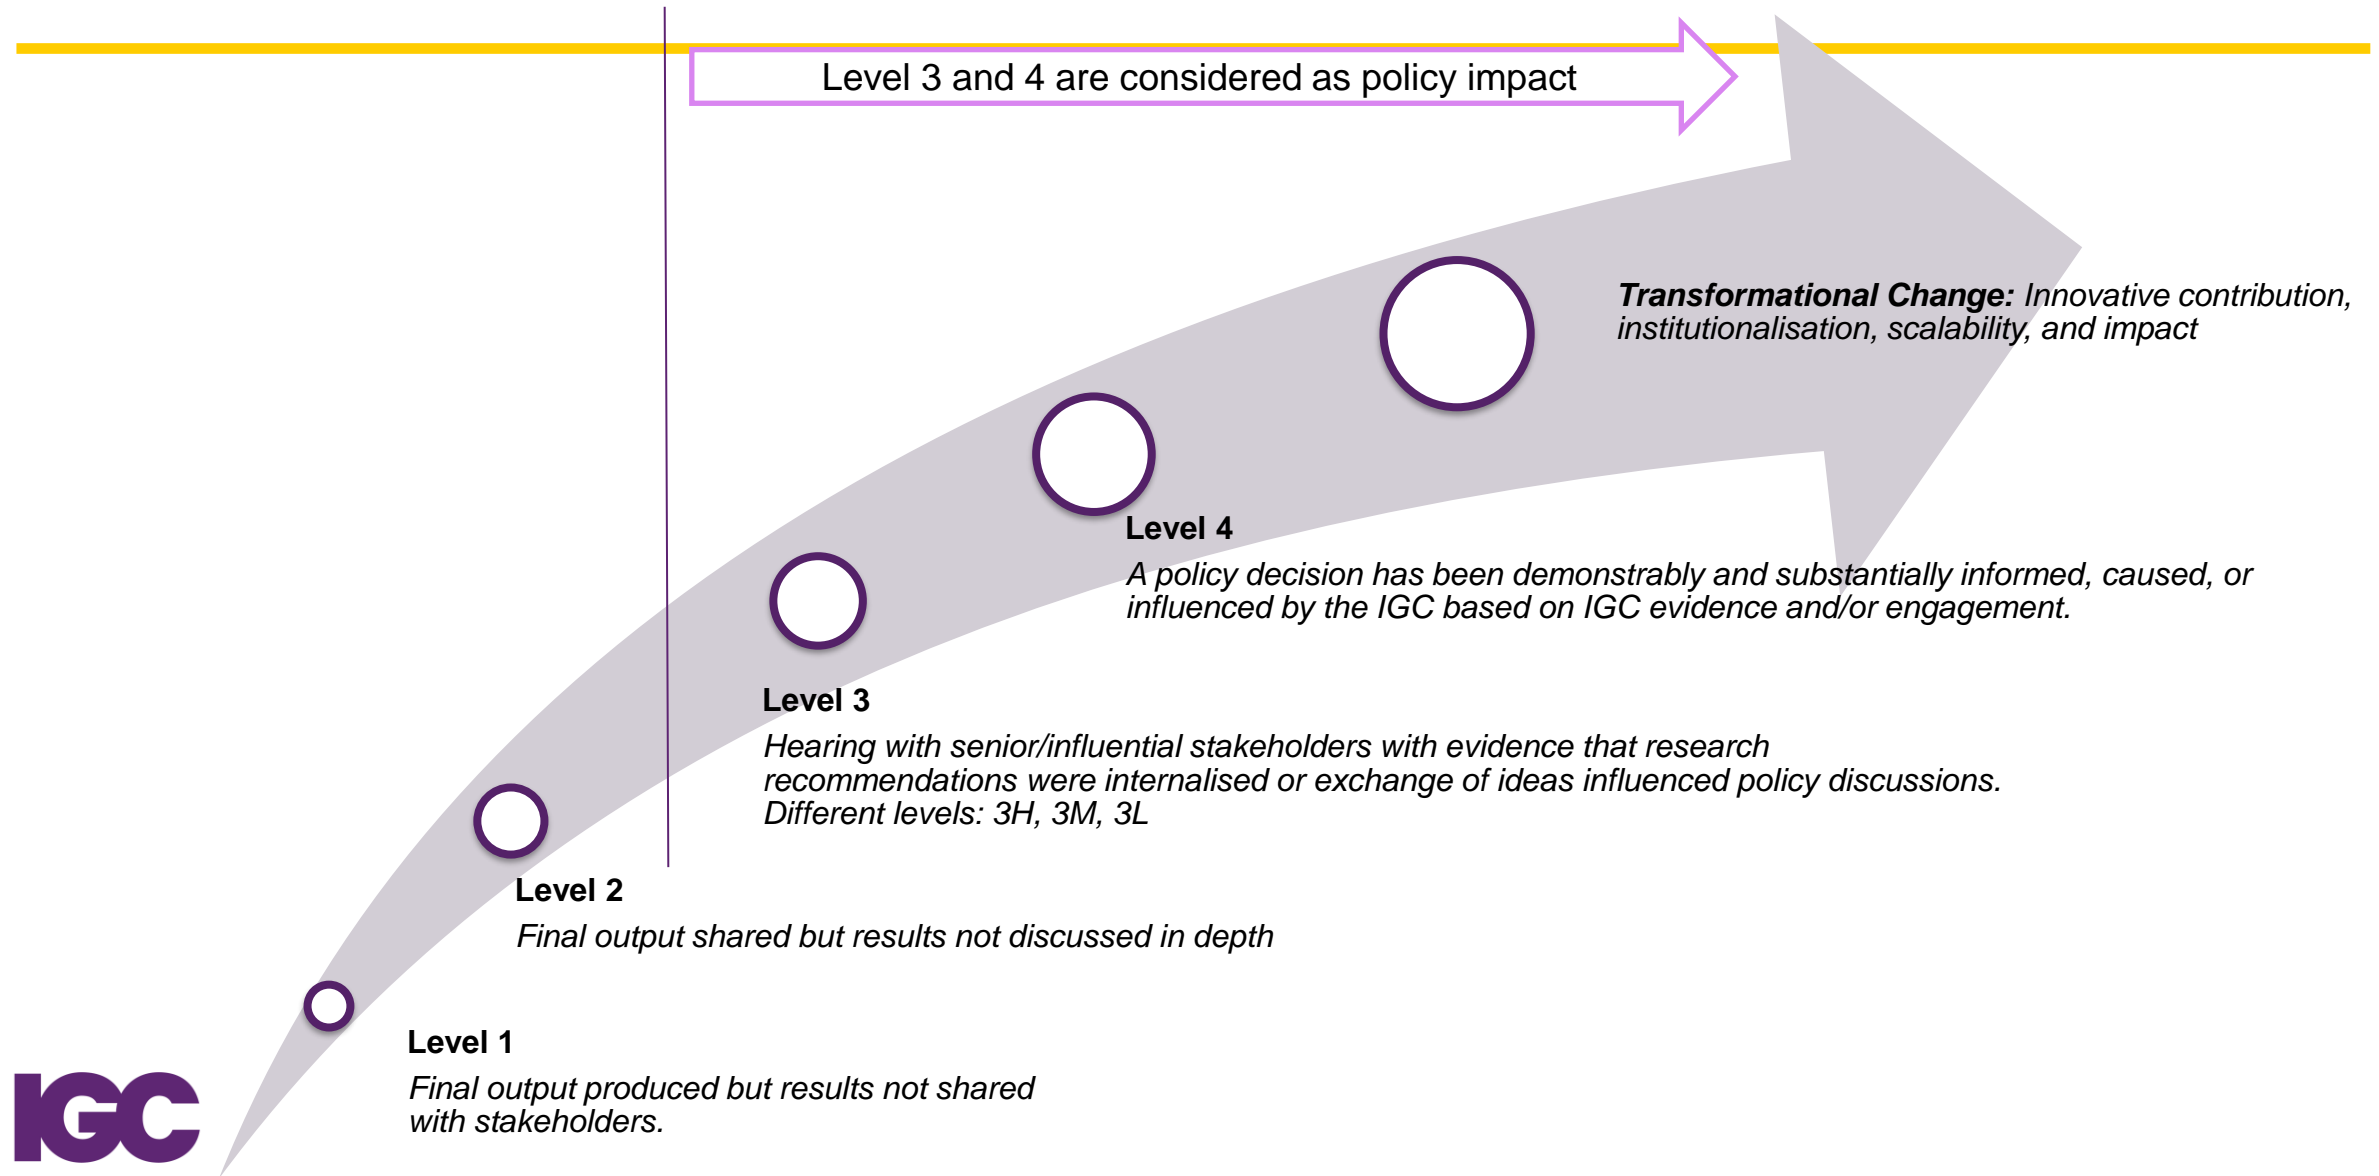 Level 3 and 4 are considered as policy impact
Transformational Change: Innovative contribution,
institutionalisation, scalability, and impact
Level 4
A policy decision has been demonstrably and substantially informed, caused, or
influenced by the IGC based on IGC evidence and/or engagement.
Level 3
Hearing with senior/influential stakeholders with evidence that research
recommendations were internalised or exchange of ideas influenced policy discussions.
Different levels: 3H, 3M, 3L
Level 2
Final output shared but results not discussed in depth
Level 1
Final output produced but results not shared
with stakeholders.
IGC